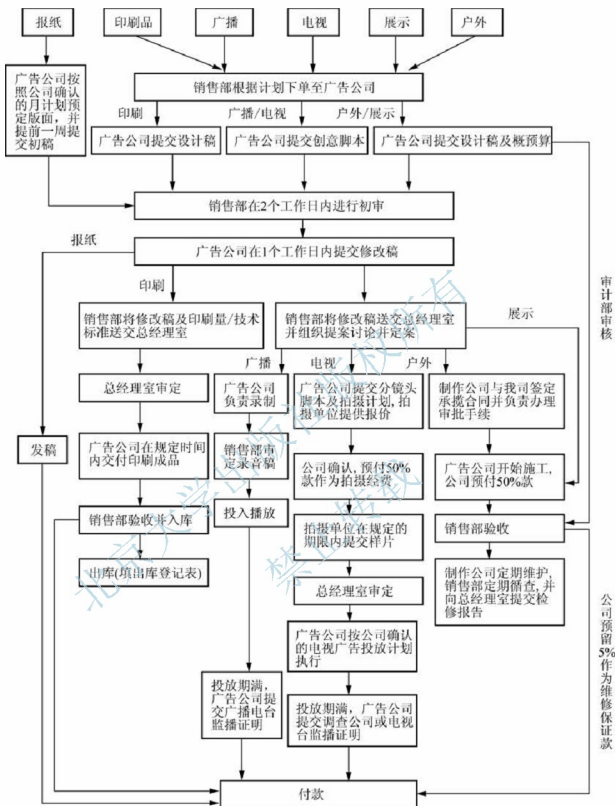 报纸
印刷品
广播
电视
展示
户外
广告公司按
照公司确认
的月计划预
定版面，并
提前一周提
交初稿
销售部根据计划下单至广告公司
印刷
广播/电视
户外/展示
广告公司提交设计稿
广告公司提交创意脚本
广告公司提交设计稿及概预算
销售部在2个工作日内进行初审
报纸
广告公司在1个工作日内提交修改稿
印刷
审计部审核
销售部将修改稿及印刷量/技术
标准送交总经理室
销售部将修改稿送交总经理室
并组织提案讨论并定案
展示
广播
电视
户外
总经理室审定
广告公司
负责录制
广告公司提交分镜头
脚本及拍摄计划,拍
摄单位提供报价
制作公司与我司签定
承揽合同并负责办理
审批手续
发稿
广告公司在规定时间
内交付印刷成品
销售部审
定录音稿
公司确认,预付50%
款作为拍摄经费
广告公司开始施工,
公司预付50%款
销售部验收并入库
投入播放
拍摄单位在规定的
期限内提交样片
销售部验收
出库(填出库登记表)
总经理室审定
制作公司定期维护,
销售部定期循查,并
向总经理室提交检
修报告
广告公司按公司确认
的电视广告投放计划
执行
公司预留5%作为维修保证款
投放期满，
广告公司提
交广播电台
监播证明
投放期满，广告公司
提交调查公司或电视
台监播证明
付款
北京大学出版社版权所有
禁止转载